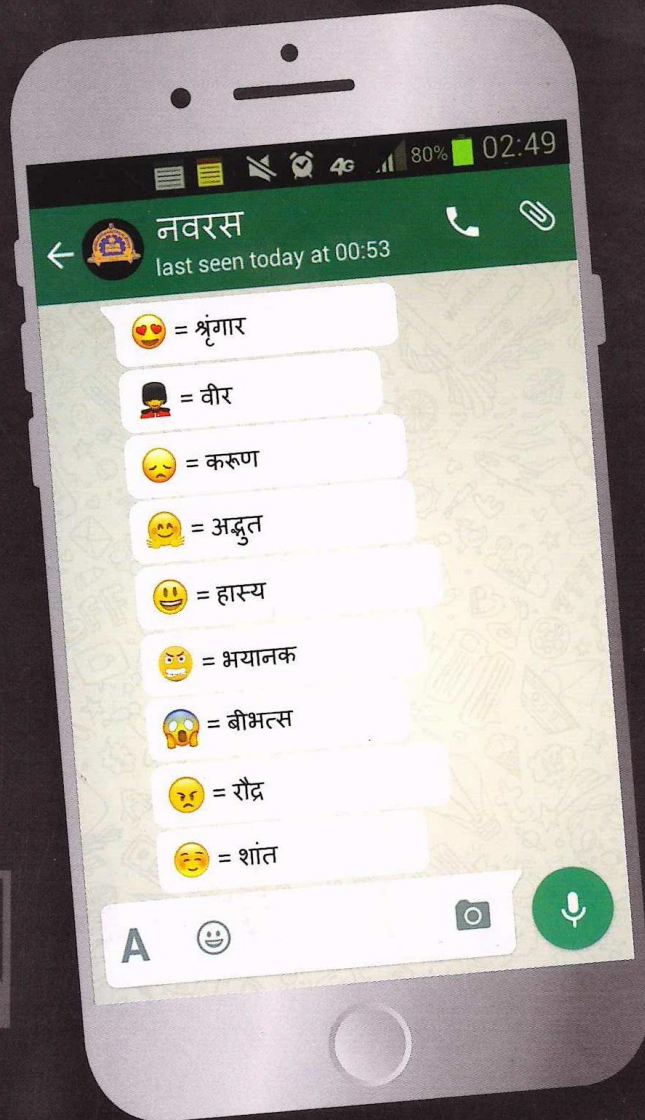 4G 80% 02:49
नवरस
last seen today at 00:53
😍 = श्रृंगार
💂 = वीर
😞 = करूण
🤗 = अद्भुत
😃 = हास्य
= भयानक
😱 = बीभत्स
😠 = रौद्र
☺️ = शांत
A